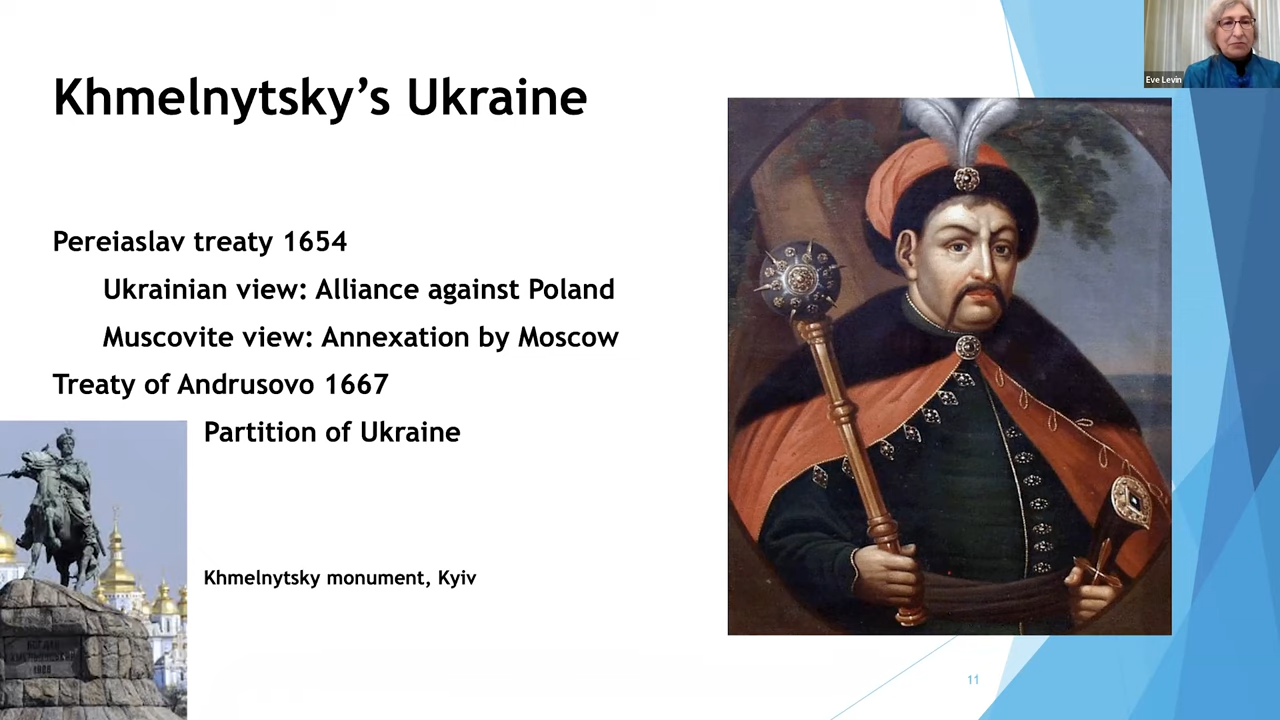 Khmelnytsky’s Ukraine
Eve Levin
Pereiaslav treaty 1654
Ukrainian view: Alliance against Poland
Muscovite view: Annexation by Moscow
Treaty of Andrusovo 1667
Partition of Ukraine
Khmelnytsky monument, Kyiv
11